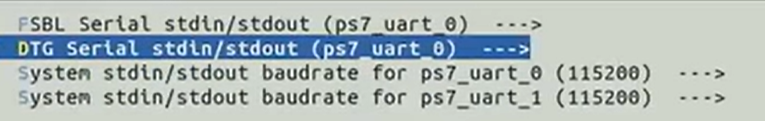 FSBL Serial stdin/stdout (ps7_uart_0)  --->
DTG Serial stdin/stdout (ps7_uart_0)  --->
System stdin/stdout baudrate for ps7_uart_0 (115200)  --->
System stdin/stdout baudrate for ps7_uart_1 (115200)  --->